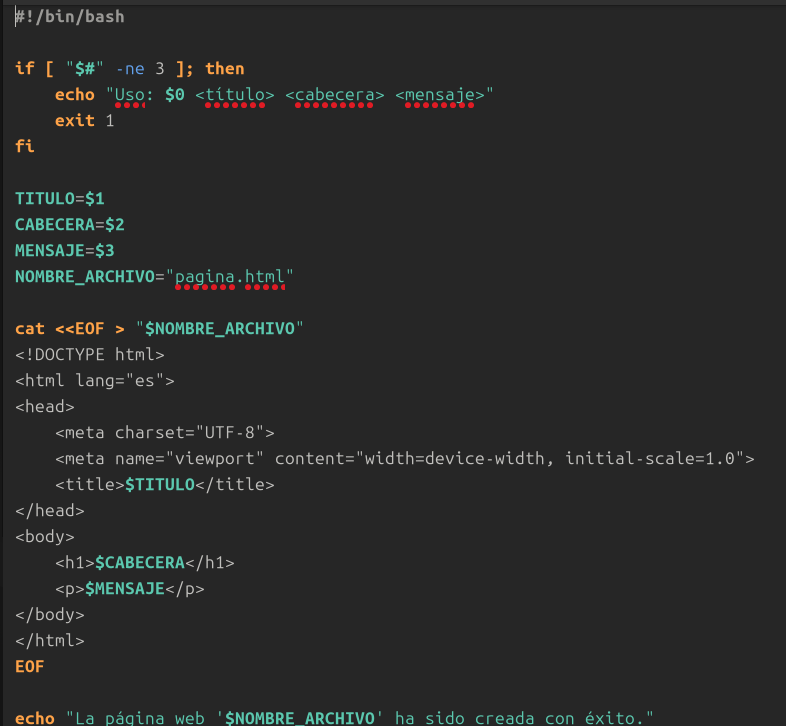 #!/bin/bash
if [ "$#" -ne 3 ]; then
    echo "Uso: $0 <título> <cabecera> <mensaje>"
    exit 1
fi
TITULO=$1
CABECERA=$2
MENSAJE=$3
NOMBRE_ARCHIVO="pagina.html"
cat <<EOF > "$NOMBRE_ARCHIVO"
<!DOCTYPE html>
<html lang="es">
<head>
    <meta charset="UTF-8">
    <meta name="viewport" content="width=device-width, initial-scale=1.0">
    <title>$TITULO</title>
</head>
<body>
    <h1>$CABECERA</h1>
    <p>$MENSAJE</p>
</body>
</html>
EOF
echo "La página web '$NOMBRE_ARCHIVO' ha sido creada con éxito."